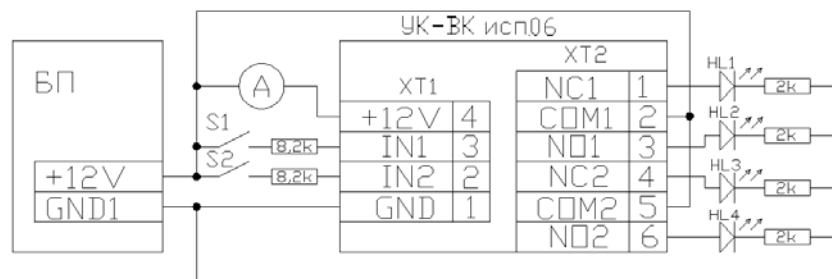 УК-ВК исп.06
БП
A
XT1
XT2
HL1
NC1 1
2k
+12V 4
COM1 2
HL2
S1
8,2k
IN1 3
NO1 3
2k
S2
8,2k
IN2 2
NC2 4
HL3
2k
+12V
GND 1
COM2 5
HL4
GND1
NO2 6
2k